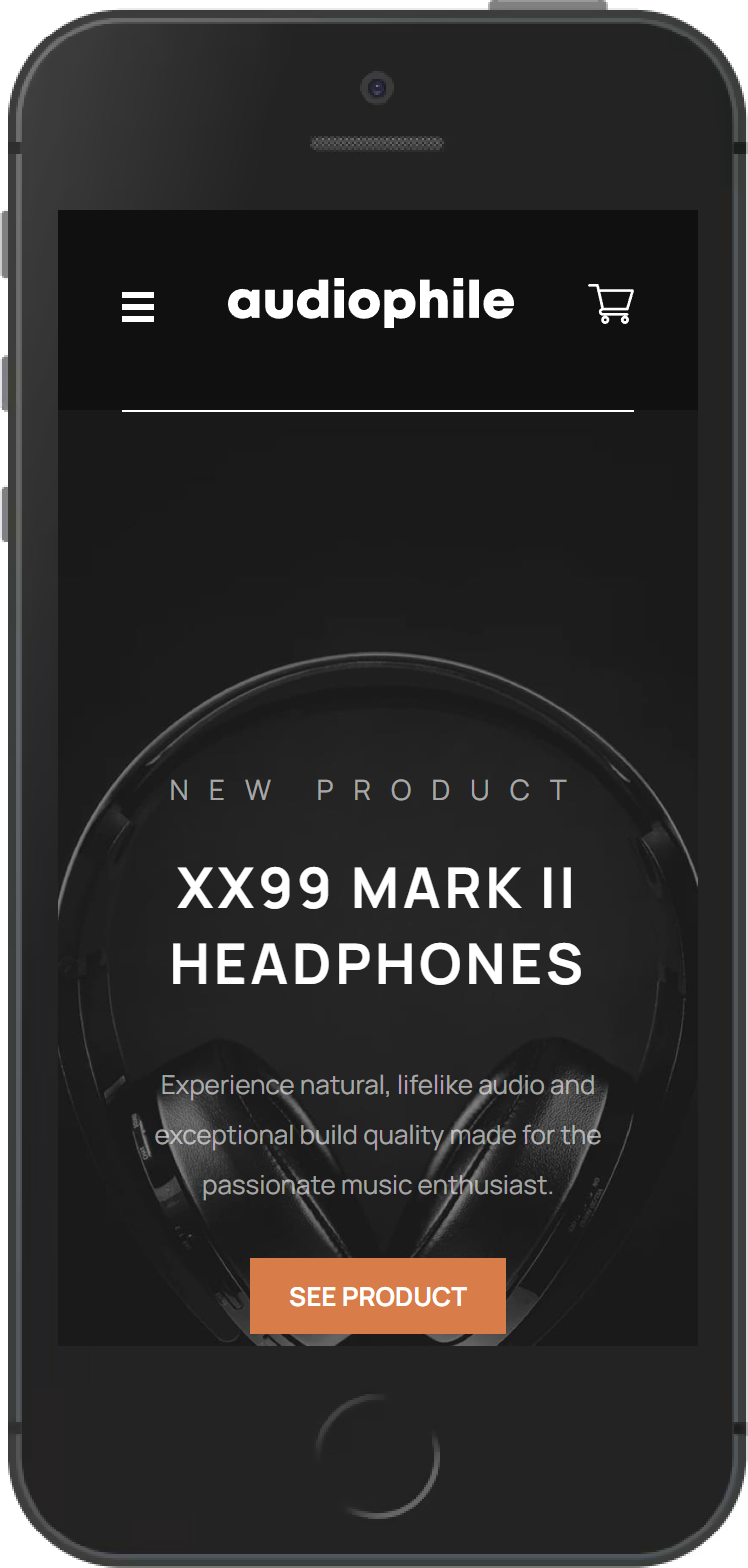 audiophile
NEW PRODUCT
XX99 MARK II
HEADPHONES
Experience natural, lifelike audio and
exceptional build quality made for the
passionate music enthusiast.
SEE PRODUCT